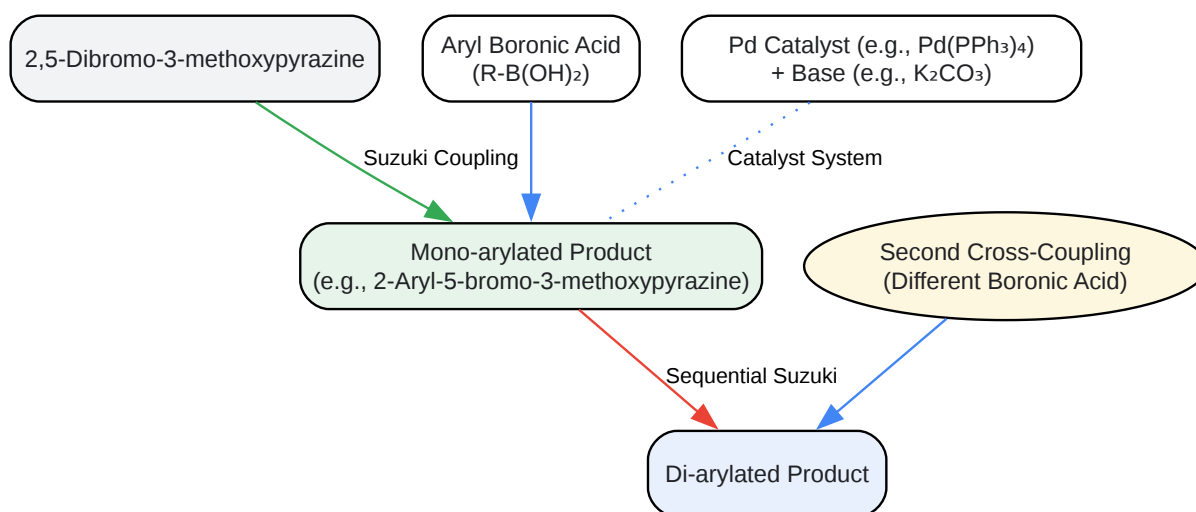 2,5-Dibromo-3-methoxypyrazine
Aryl Boronic Acid
(R-B(OH)₂)
Pd Catalyst (e.g., Pd(PPh₃)₄)
+ Base (e.g., K₂CO₃)
Suzuki Coupling
Catalyst System
Mono-arylated Product
(e.g., 2-Aryl-5-bromo-3-methoxypyrazine)
Second Cross-Coupling
(Different Boronic Acid)
Sequential Suzuki
Di-arylated Product